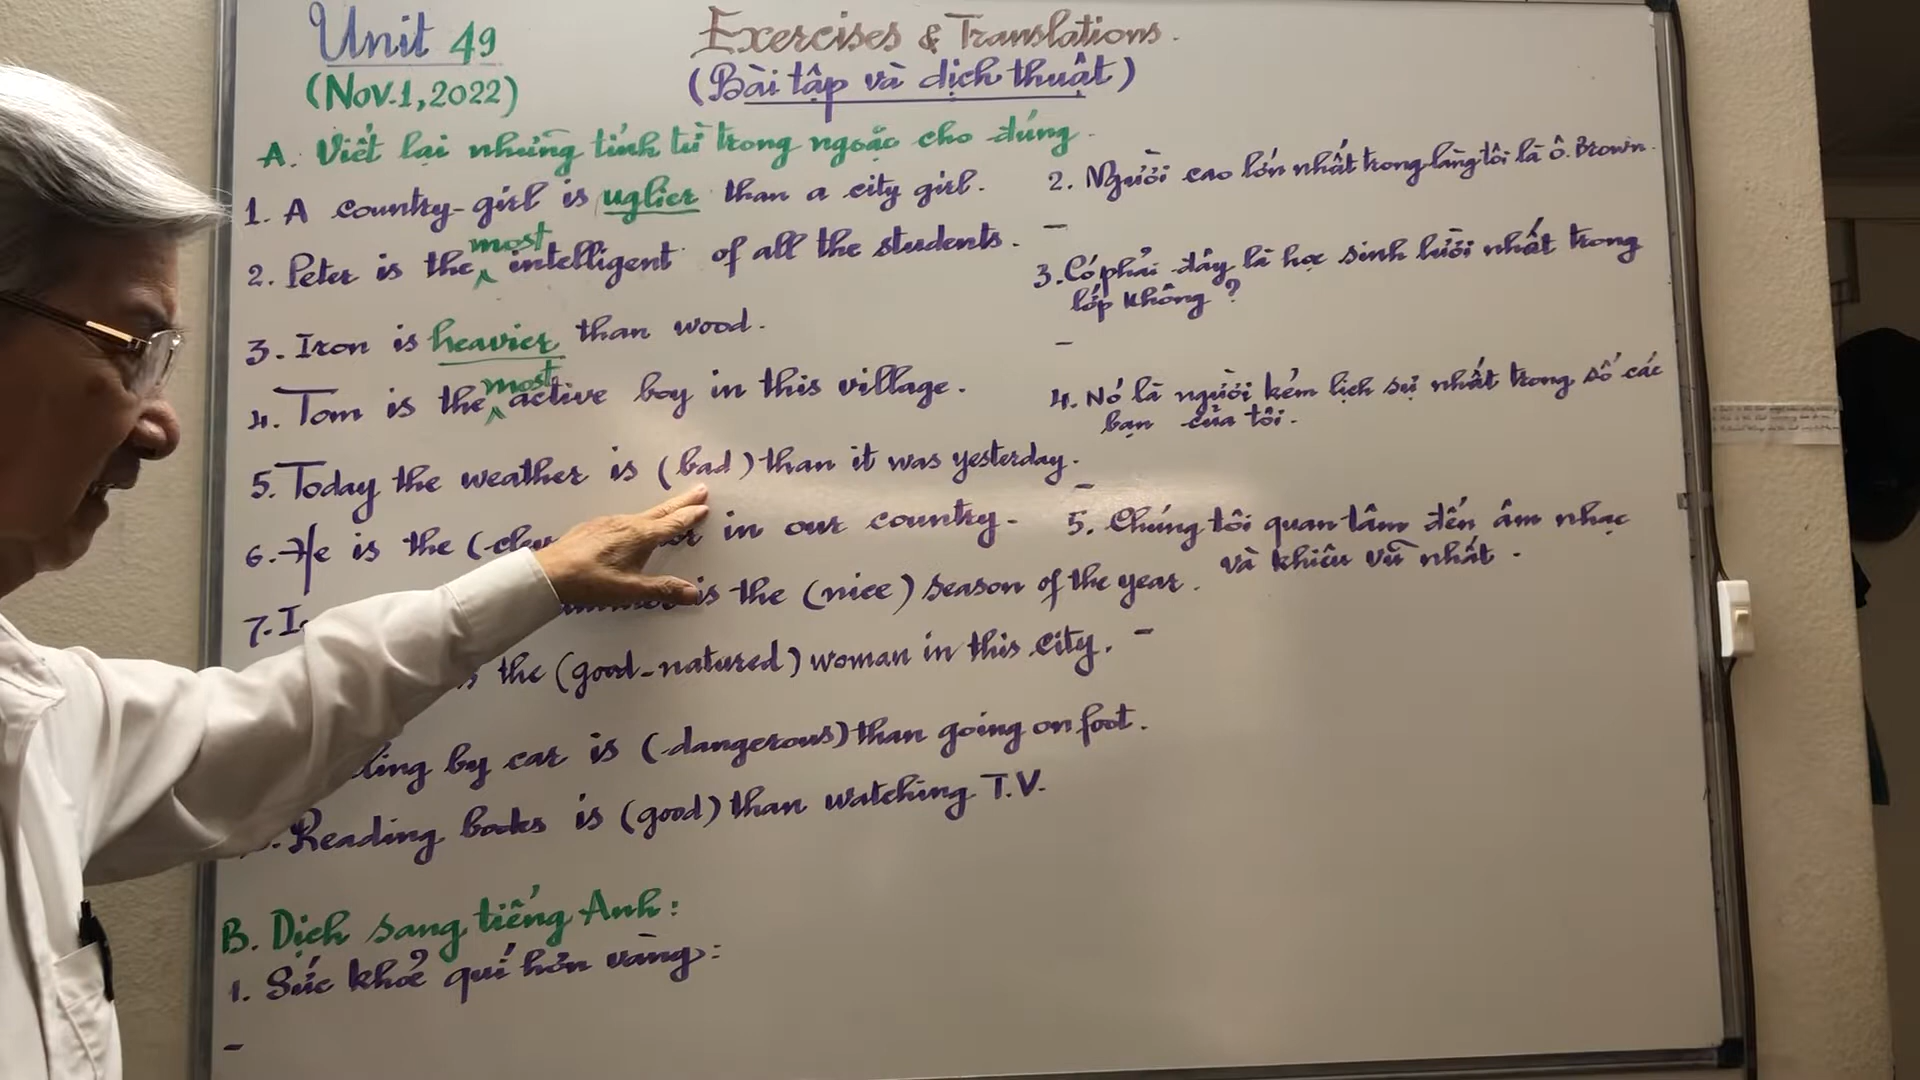 Unit 49
(Nov.1,2022)
Exercises & Translations.
(Bài tập và dịch thuật)
A. Viết lại những tính từ trong ngoặc cho đúng.
1. A country-girl is uglier than a city girl.
most
2. Peter is the intelligent of all the students.
3. Iron is heavier than wood.
most
4. Tom is the active boy in this village.
5. Today the weather is (bad) than it was yesterday.
6. He is the ( in our country.
7. is the (nice) season of the year.
the (good-natured) woman in this city.
by car is (dangerous) than going on foot.
Reading books is (good) than watching T.V.
B. Dịch sang tiếng Anh:
1. Sức khỏe quí hơn vàng:
-
2. Người cao lớn nhất trong làng tôi là ô. Brown.
-
3. Có phải đây là học sinh lười nhất trong
lớp không?
-
4. Nó là người kém lịch sự nhất trong số các
bạn của tôi.
-
5. Chúng tôi quan tâm đến âm nhạc
và khiêu vũ nhất.
-